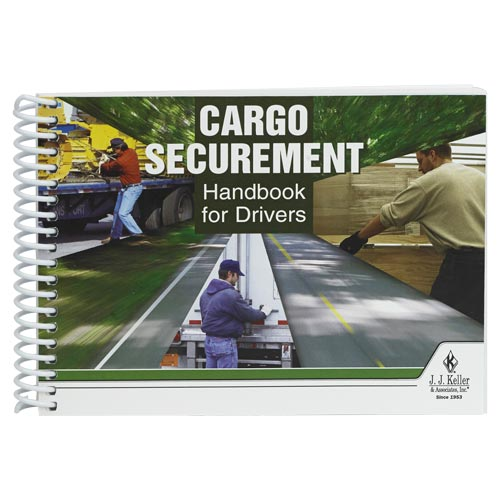 CARGO
SECUREMENT
Handbook
for Drivers
J. J. Keller
& Associates, Inc.®
Since 1953